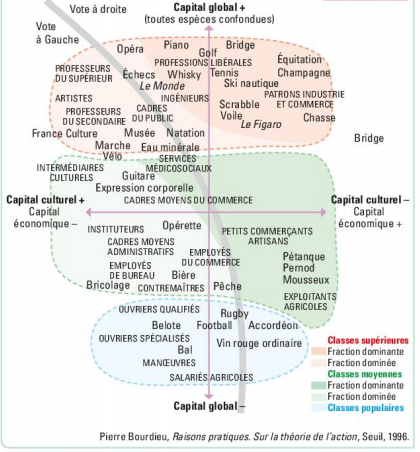 Vote à droite
Capital global +
(toutes espèces confondues)
Vote
à Gauche
Piano
Bridge
Opéra
Golf
PROFESSIONS LIBÉRALES
Équitation
PROFESSEURS
DU SUPÉRIEUR
Échecs
Whisky
Tennis
Champagne
Le Monde
Ski nautique
ARTISTES
INGÉNIEURS
PATRONS INDUSTRIE
ET COMMERCE
CADRES
DU PUBLIC
Scrabble
PROFESSEURS
DU SECONDAIRE
Voile
Chasse
Le Figaro
France Culture
Musée
Natation
Bridge
Marche
Eau minérale
Vélo
SERVICES
MÉDICOSOCIAUX
INTERMÉDIAIRES
CULTURELS
Guitare
Expression corporelle
CADRES MOYENS DU COMMERCE
Capital culturel +
Capital
économique –
Capital culturel –
Capital
économique +
INSTITUTEURS
Opérette
PETITS COMMERÇANTS
ARTISANS
CADRES MOYENS
ADMINISTRATIFS
EMPLOYÉS
DU COMMERCE
Pétanque
Pernod
Mousseux
EMPLOYÉS
DE BUREAU
Bière
Bricolage
CONTREMAÎTRES
Pêche
EXPLOITANTS
AGRICOLES
OUVRIERS QUALIFIÉS
Rugby
Belote
Football
Accordéon
OUVRIERS SPÉCIALISÉS
Vin rouge ordinaire
Bal
MANŒUVRES
SALARIÉS AGRICOLES
Classes supérieures
Fraction dominante
Fraction dominée
Classes moyennes
Fraction dominante
Fraction dominée
Classes populaires
Capital global –
Pierre Bourdieu, Raisons pratiques. Sur la théorie de l'action, Seuil, 1996.